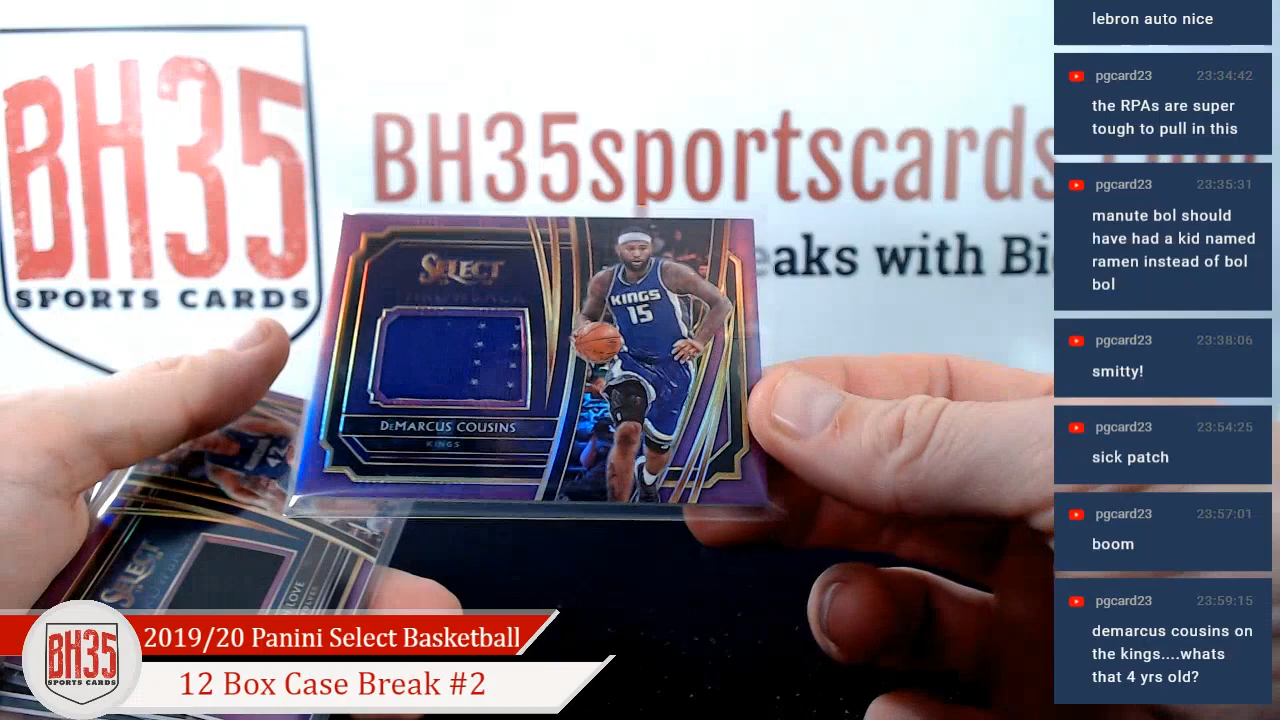 BH35
SPORTS CARDS
BH35sportscards
eaks with Bi
SELECT
THROWBACK
DEMARCUS COUSINS
KINGS
KINGS
15
SELECT
LOVE
BH35
SPORTS CARDS
2019/20 Panini Select Basketball
12 Box Case Break #2
lebron auto nice
pgcard23 23:34:42
the RPAs are super
tough to pull in this
pgcard23 23:35:31
manute bol should
have had a kid named
ramen instead of bol
bol
pgcard23 23:38:06
smitty!
pgcard23 23:54:25
sick patch
pgcard23 23:57:01
boom
pgcard23 23:59:15
demarcus cousins on
the kings....whats
that 4 yrs old?